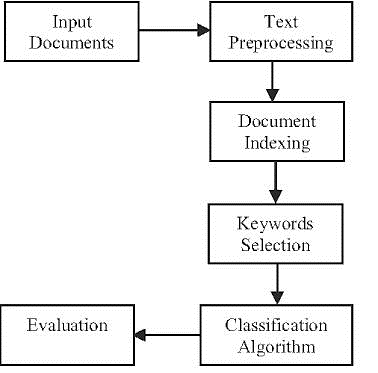 Input
Documents
Text
Preprocessing
Document
Indexing
Keywords
Selection
Classification
Algorithm
Evaluation